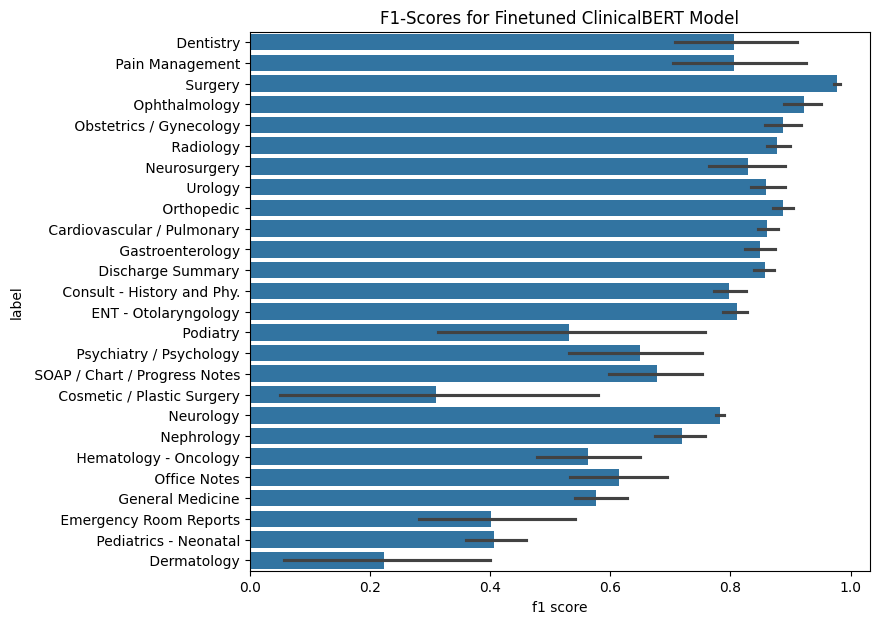 F1-Scores for Finetuned ClinicalBERT Model
Dentistry
Pain Management
Surgery
Ophthalmology
Obstetrics / Gynecology
Radiology
Neurosurgery
Urology
Orthopedic
Cardiovascular / Pulmonary
Gastroenterology
Discharge Summary
Consult - History and Phy.
ENT - Otolaryngology
Podiatry
Psychiatry / Psychology
SOAP / Chart / Progress Notes
Cosmetic / Plastic Surgery
Neurology
Nephrology
Hematology - Oncology
Office Notes
General Medicine
Emergency Room Reports
Pediatrics - Neonatal
Dermatology
label
0.0 0.2 0.4 0.6 0.8 1.0
f1 score